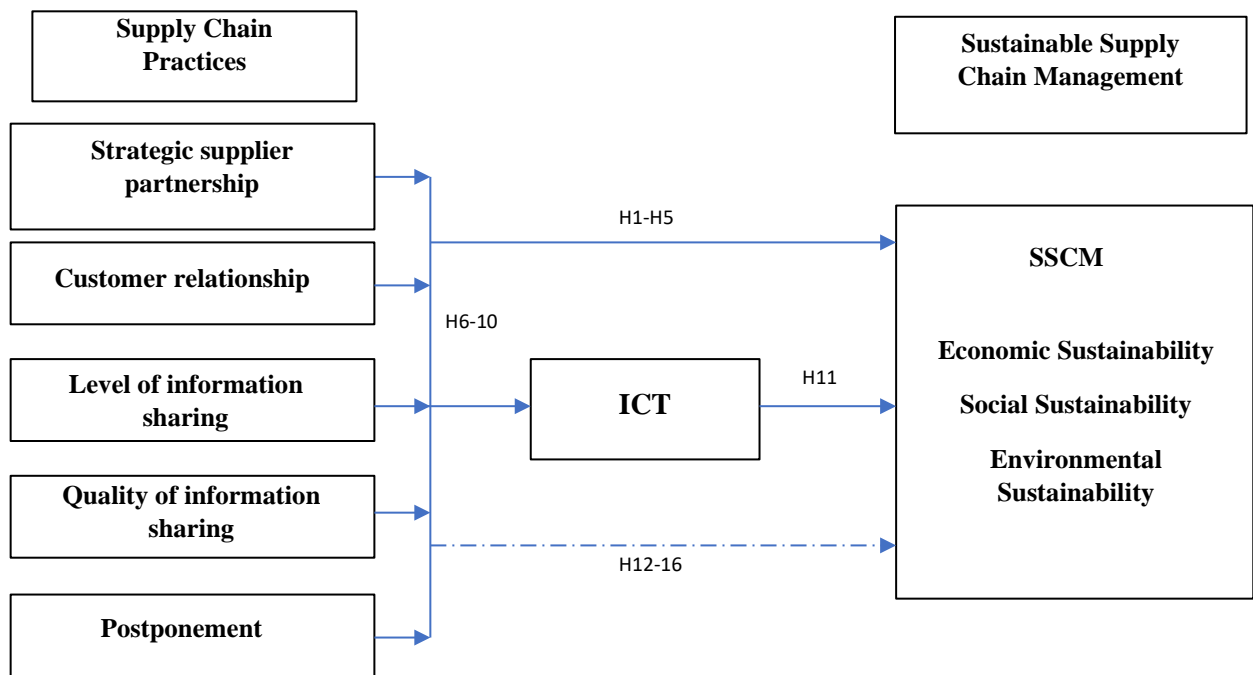 Supply Chain
Practices
Sustainable Supply
Chain Management
Strategic supplier
partnership
Customer relationship
Level of information
sharing
Quality of information
sharing
Postponement
H1-H5
H6-10
ICT
H11
H12-16
SSCM
Economic Sustainability
Social Sustainability
Environmental
Sustainability